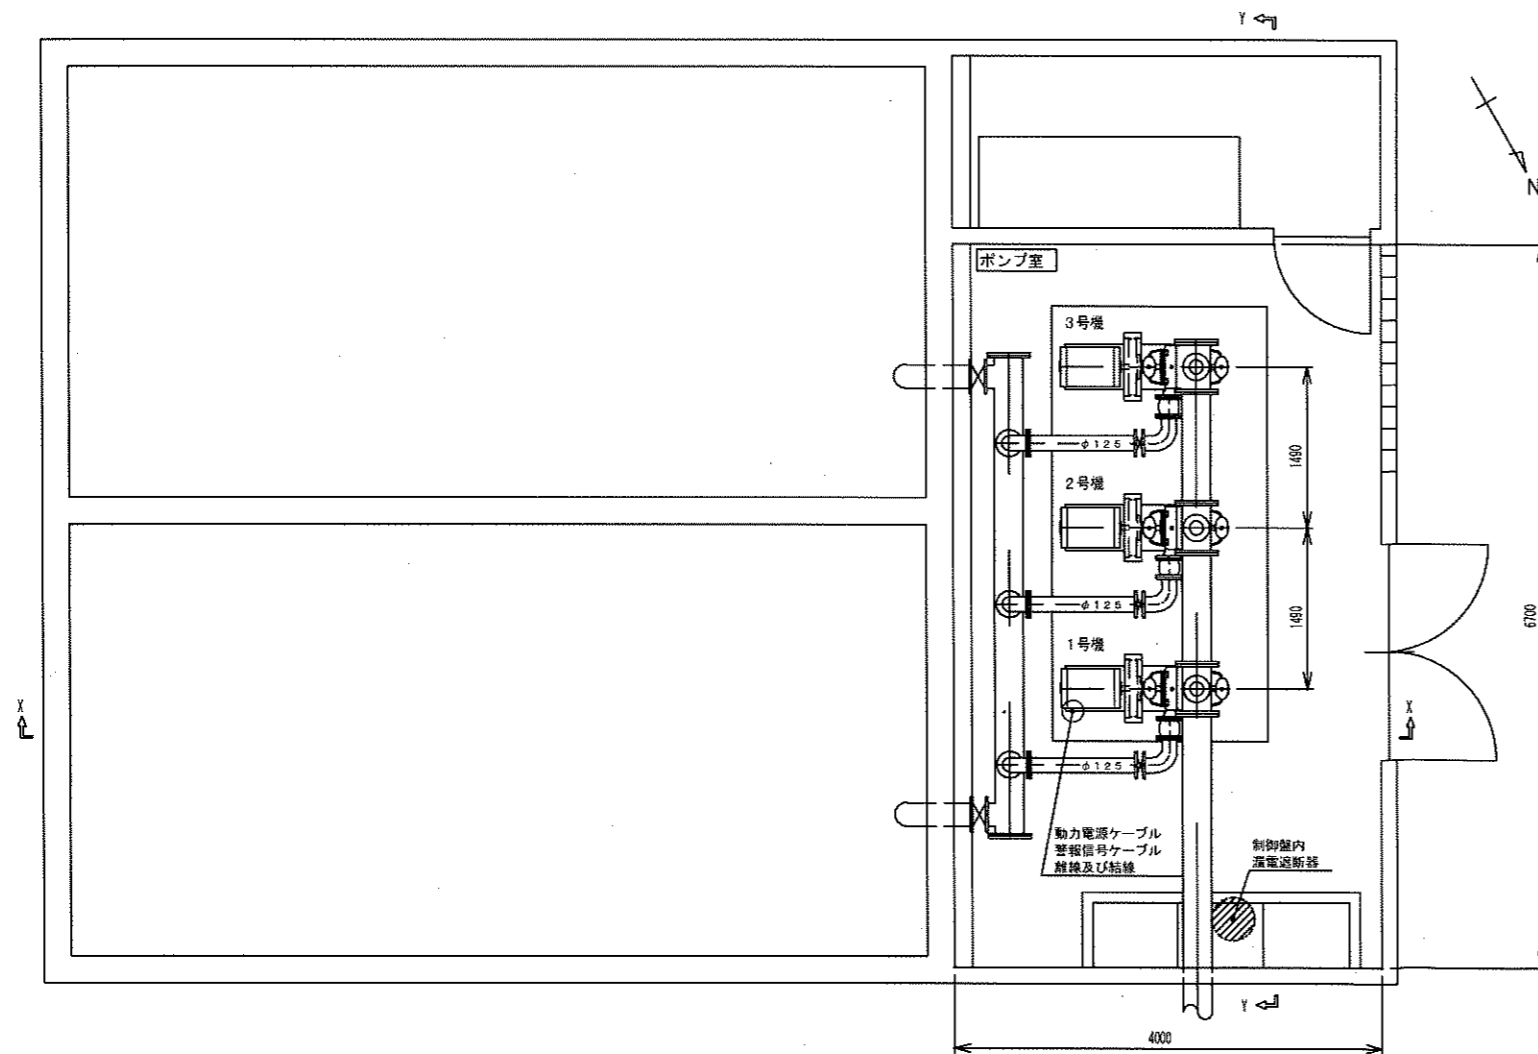 Y
N
ポンプ室
3号機
φ125
1490
2号機
φ125
1490
6700
1号機
X
X
φ125
動力電源ケーブル
警報信号ケーブル
離線及び結線
制御盤内
漏電遮断器
Y
4000